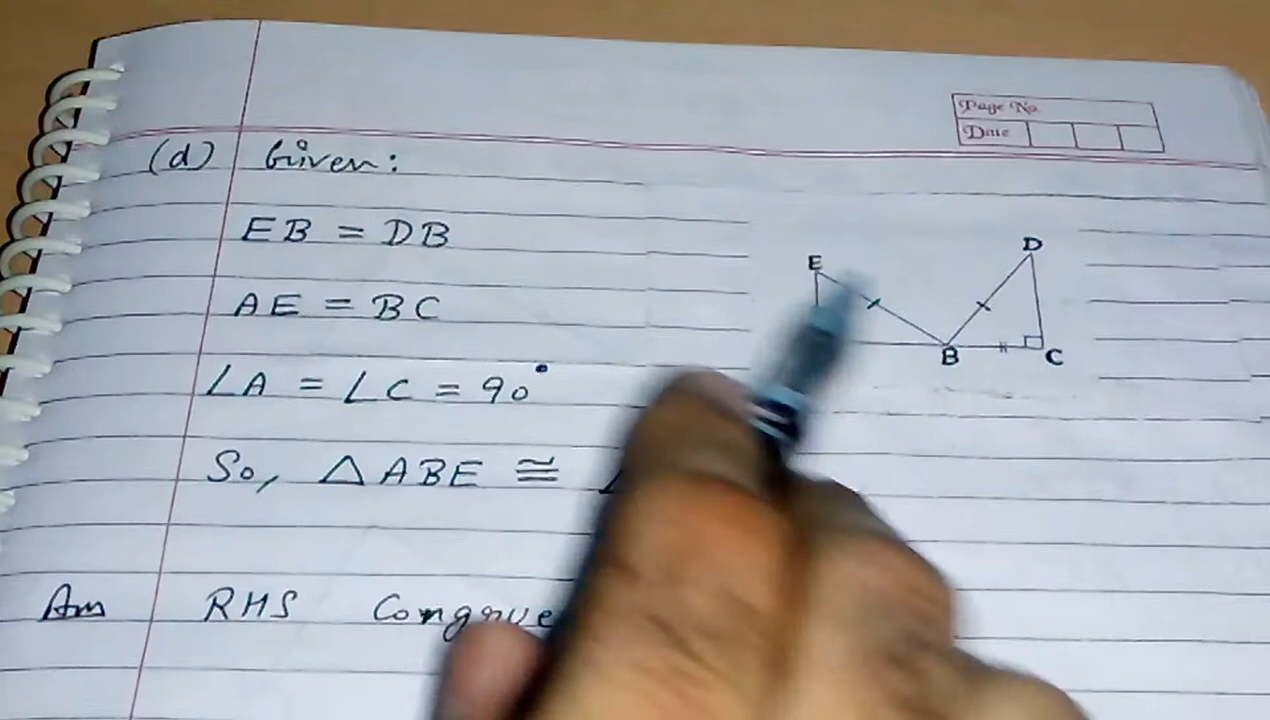 Page No.
Date
(d) Given:
EB = DB
E
D
AE = BC
B
C
∠A = ∠C = 90°
So, △ABE ≅
Ans RHS Congrue